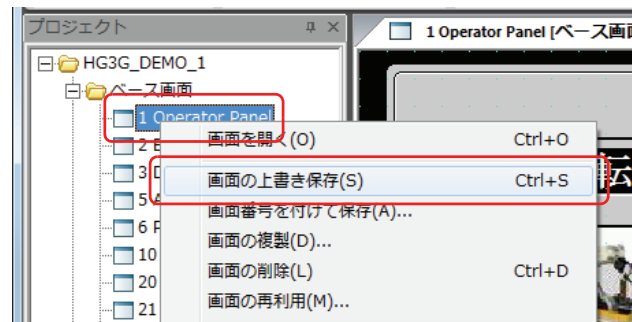 プロジェクト
1 Operator Panel [ベース画面
HG3G_DEMO_1
ベース画面
1 Operator Panel
画面を開く(O) Ctrl+O
2
画面の上書き保存(S) Ctrl+S
3
画面番号を付けて保存(A)...
5
画面の複製(D)...
6
画面の削除(L) Ctrl+D
10
20
画面の再利用(M)...
21
転